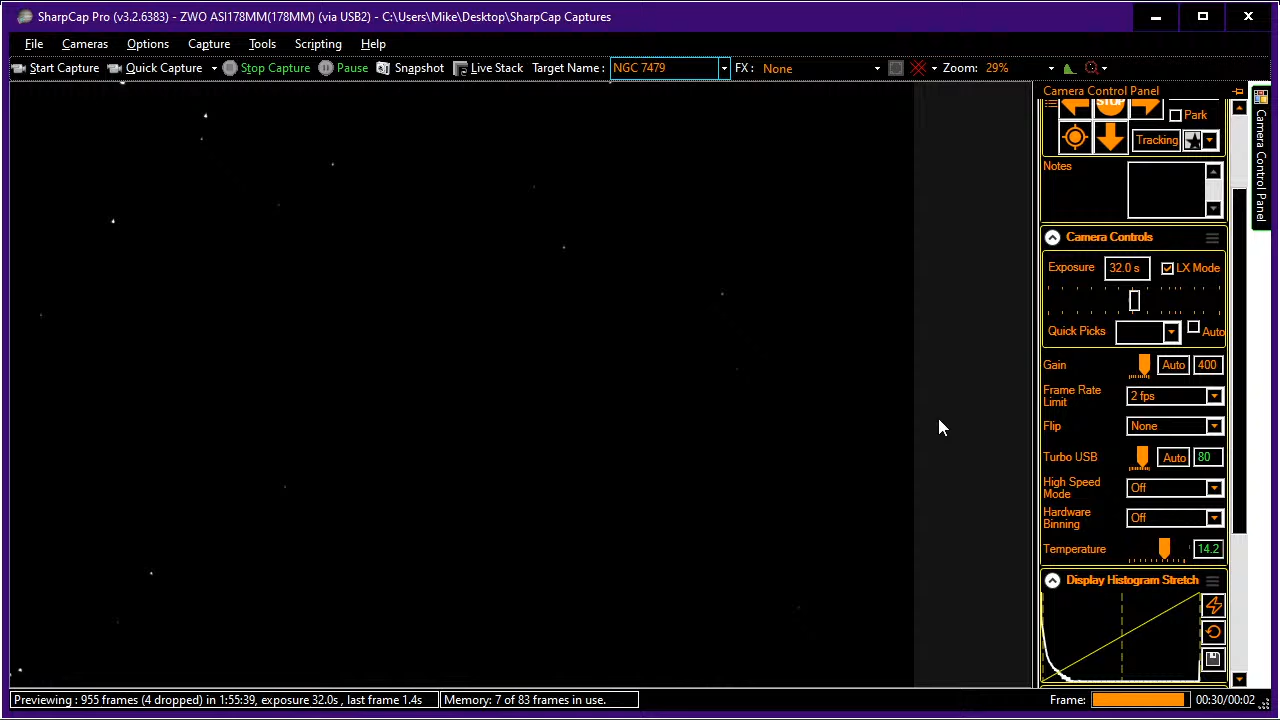 SharpCap Pro (v3.2.6383) - ZWO ASI178MM(178MM) (via USB2) - C:\Users\Mike\Desktop\SharpCap Captures
File Cameras Options Capture Tools Scripting Help
Start Capture Quick Capture Stop Capture Pause Snapshot Live Stack Target Name : NGC 7479 FX : None Zoom: 29%
Camera Control Panel
STOP
Park
Tracking
Notes
Camera Controls
Exposure 32.0 s LX Mode
Quick Picks Auto
Gain Auto 400
Frame Rate Limit 2 fps
Flip None
Turbo USB Auto 80
High Speed Mode Off
Hardware Binning Off
Temperature 14.2
Display Histogram Stretch
Camera Control Panel
Previewing : 955 frames (4 dropped) in 1:55:39, exposure 32.0s , last frame 1.4s Memory: 7 of 83 frames in use. Frame: 00:30/00:02